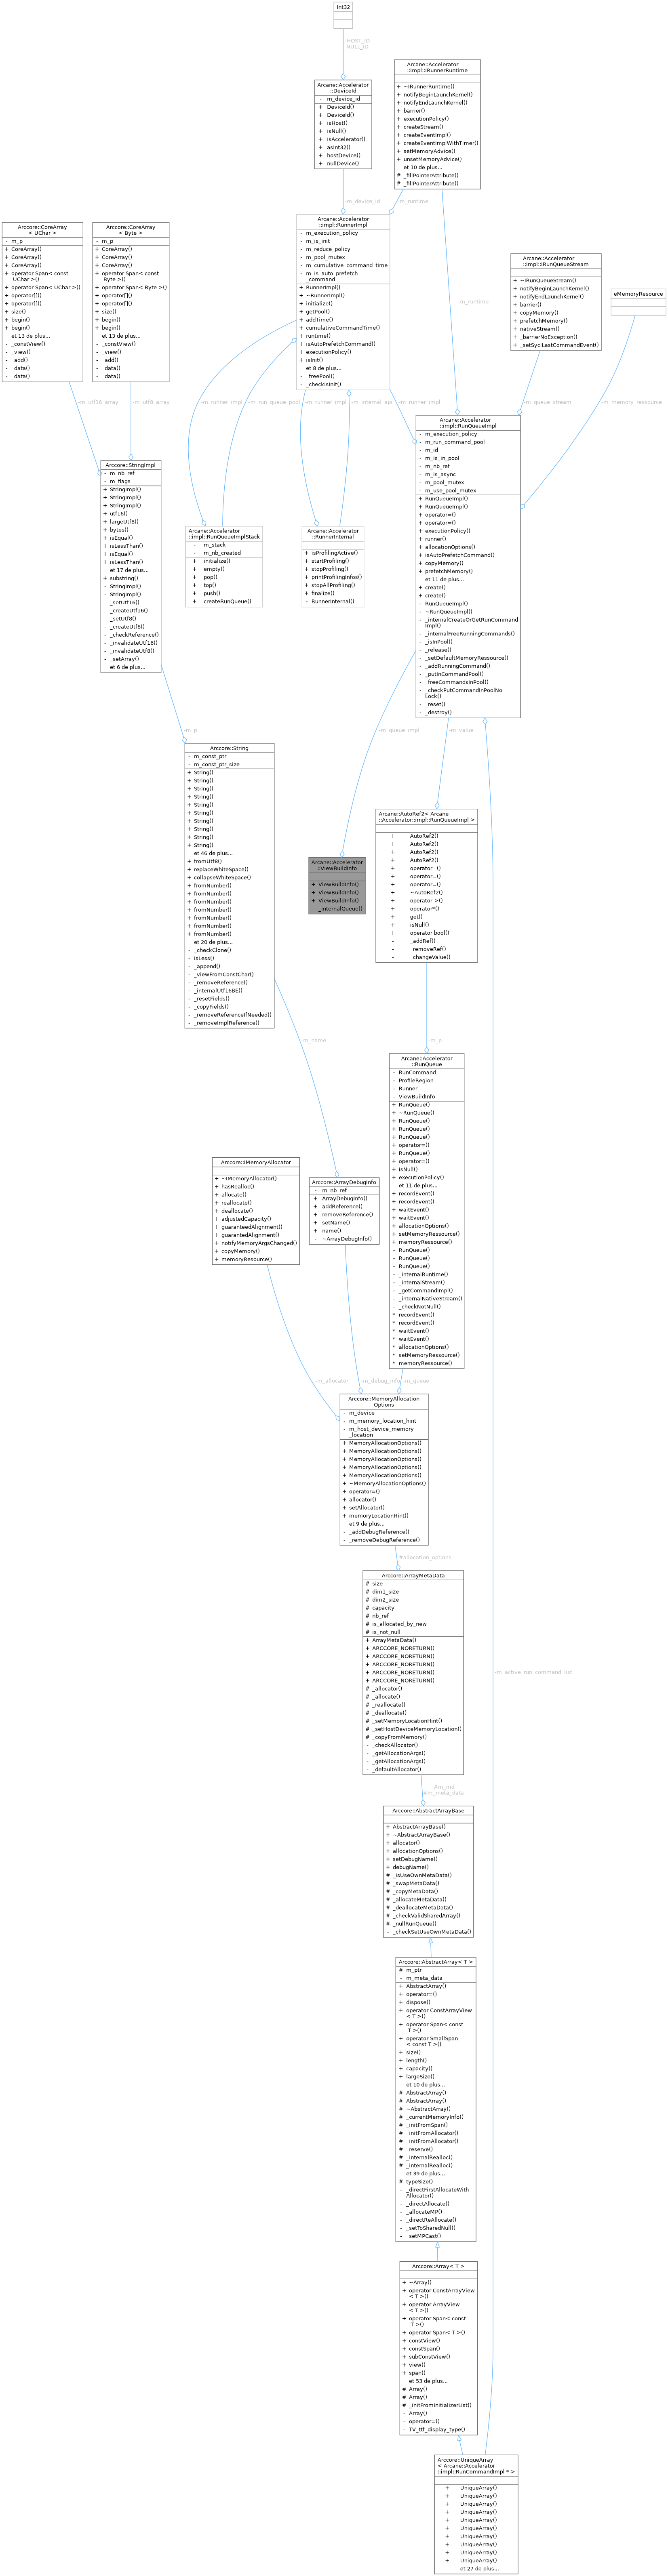 Int32
-HOST_ID
-NULL_ID
Arcane::Accelerator
::DeviceId
- m_device_id
+ DeviceId()
+ DeviceId()
+ isHost()
+ isNull()
+ isAccelerator()
+ asInt32()
+ hostDevice()
+ nullDevice()
Arcane::Accelerator
::impl::IRunnerRuntime
+ ~IRunnerRuntime()
+ notifyBeginLaunchKernel()
+ notifyEndLaunchKernel()
+ barrier()
+ executionPolicy()
+ createStream()
+ createEventImpl()
+ createEventImplWithTimer()
+ setMemoryAdvice()
+ unsetMemoryAdvice()
et 10 de plus...
# _fillPointerAttribute()
# _fillPointerAttribute()
-m_device_id
-m_runtime
Arcane::Accelerator
::impl::RunnerImpl
- m_execution_policy
- m_is_init
- m_reduce_policy
- m_pool_mutex
- m_cumulative_command_time
- m_is_auto_prefetch
_command
+ RunnerImpl()
+ ~RunnerImpl()
+ initialize()
+ getPool()
+ addTime()
+ cumulativeCommandTime()
+ runtime()
+ isAutoPrefetchCommand()
+ executionPolicy()
+ isInit()
et 8 de plus...
- _freePool()
- _checkIsInit()
Arccore::CoreArray
< UChar >
- m_p
+ CoreArray()
+ CoreArray()
+ CoreArray()
+ operator Span< const
UChar >()
+ operator Span< UChar >()
+ operator[]()
+ operator[]()
+ size()
+ begin()
+ begin()
et 13 de plus...
- _constView()
- _view()
- _add()
- _data()
- _data()
Arccore::CoreArray
< Byte >
- m_p
+ CoreArray()
+ CoreArray()
+ CoreArray()
+ operator Span< const
Byte >()
+ operator Span< Byte >()
+ operator[]()
+ operator[]()
+ size()
+ begin()
+ begin()
et 13 de plus...
- _constView()
- _view()
- _add()
- _data()
- _data()
Arcane::Accelerator
::impl::IRunQueueStream
+ ~IRunQueueStream()
+ notifyBeginLaunchKernel()
+ notifyEndLaunchKernel()
+ barrier()
+ copyMemory()
+ prefetchMemory()
+ nativeStream()
+ _barrierNoException()
+ _setSyclLastCommandEvent()
eMemoryResource
-m_runtime
-m_utf16_array
-m_utf8_array
-m_runner_impl
-m_run_queue_pool
-m_runner_impl
-m_internal_api
-m_runner_impl
-m_queue_stream
-m_memory_ressource
Arccore::StringImpl
- m_nb_ref
- m_flags
+ StringImpl()
+ StringImpl()
+ StringImpl()
+ utf16()
+ largeUtf8()
+ bytes()
+ isEqual()
+ isLessThan()
+ isEqual()
+ isLessThan()
et 17 de plus...
+ substring()
- StringImpl()
- StringImpl()
- _setUtf16()
- _createUtf16()
- _setUtf8()
- _createUtf8()
- _checkReference()
- _invalidateUtf16()
- _invalidateUtf8()
- _setArray()
et 6 de plus...
Arcane::Accelerator
::impl::RunQueueImplStack
- m_stack
- m_nb_created
+ initialize()
+ empty()
+ pop()
+ top()
+ push()
+ createRunQueue()
Arcane::Accelerator
::RunnerInternal
+ isProfilingActive()
+ startProfiling()
+ stopProfiling()
+ printProfilingInfos()
+ stopAllProfiling()
+ finalize()
- RunnerInternal()
Arcane::Accelerator
::impl::RunQueueImpl
- m_execution_policy
- m_run_command_pool
- m_id
- m_is_in_pool
- m_nb_ref
- m_is_async
- m_pool_mutex
- m_use_pool_mutex
+ RunQueueImpl()
+ RunQueueImpl()
+ operator=()
+ operator=()
+ executionPolicy()
+ runner()
+ allocationOptions()
+ isAutoPrefetchCommand()
+ copyMemory()
+ prefetchMemory()
et 11 de plus...
+ create()
+ create()
- RunQueueImpl()
- ~RunQueueImpl()
- _internalCreateOrGetRunCommand
Impl()
- _internalFreeRunningCommands()
- _isInPool()
- _release()
- _setDefaultMemoryRessource()
- _addRunningCommand()
- _putInCommandPool()
- _freeCommandsInPool()
- _checkPutCommandInPoolNo
Lock()
- _reset()
- _destroy()
-m_p
-m_queue_impl
-m_value
Arccore::String
- m_const_ptr
- m_const_ptr_size
+ String()
+ String()
+ String()
+ String()
+ String()
+ String()
+ String()
+ String()
+ String()
+ String()
et 46 de plus...
+ fromUtf8()
+ replaceWhiteSpace()
+ collapseWhiteSpace()
+ fromNumber()
+ fromNumber()
+ fromNumber()
+ fromNumber()
+ fromNumber()
+ fromNumber()
+ fromNumber()
et 20 de plus...
- _checkClone()
- isLess()
- _append()
- _viewFromConstChar()
- _removeReference()
- _internalUtf16BE()
- _resetFields()
- _copyFields()
- _removeReferenceIfNeeded()
- _removeImplReference()
Arcane::Accelerator
::ViewBuildInfo
+ ViewBuildInfo()
+ ViewBuildInfo()
+ ViewBuildInfo()
- _internalQueue()
Arcane::AutoRef2< Arcane
::Accelerator::impl::RunQueueImpl >
+ AutoRef2()
+ AutoRef2()
+ AutoRef2()
+ AutoRef2()
+ operator=()
+ operator=()
+ operator=()
+ ~AutoRef2()
+ operator->()
+ operator*()
+ get()
+ isNull()
+ operator bool()
- _addRef()
- _removeRef()
- _changeValue()
-m_name
-m_p
Arcane::Accelerator
::RunQueue
- RunCommand
- ProfileRegion
- Runner
- ViewBuildInfo
+ RunQueue()
+ ~RunQueue()
+ RunQueue()
+ RunQueue()
+ RunQueue()
+ operator=()
+ RunQueue()
+ operator=()
+ isNull()
+ executionPolicy()
et 11 de plus...
+ recordEvent()
+ recordEvent()
+ waitEvent()
+ waitEvent()
+ allocationOptions()
+ setMemoryRessource()
+ memoryRessource()
- RunQueue()
- RunQueue()
- RunQueue()
- _internalRuntime()
- _internalStream()
- _getCommandImpl()
- _internalNativeStream()
- _checkNotNull()
* recordEvent()
* recordEvent()
* waitEvent()
* waitEvent()
* allocationOptions()
* setMemoryRessource()
* memoryRessource()
Arccore::IMemoryAllocator
+ ~IMemoryAllocator()
+ hasRealloc()
+ allocate()
+ reallocate()
+ deallocate()
+ adjustedCapacity()
+ guaranteedAlignment()
+ guarantedAlignment()
+ notifyMemoryArgsChanged()
+ copyMemory()
+ memoryResource()
Arccore::ArrayDebugInfo
- m_nb_ref
+ ArrayDebugInfo()
+ addReference()
+ removeReference()
+ setName()
+ name()
- ~ArrayDebugInfo()
-m_allocator
-m_debug_info
-m_queue
Arccore::MemoryAllocation
Options
- m_device
- m_memory_location_hint
- m_host_device_memory
_location
+ MemoryAllocationOptions()
+ MemoryAllocationOptions()
+ MemoryAllocationOptions()
+ MemoryAllocationOptions()
+ MemoryAllocationOptions()
+ ~MemoryAllocationOptions()
+ operator=()
+ allocator()
+ setAllocator()
+ memoryLocationHint()
et 9 de plus...
- _addDebugReference()
- _removeDebugReference()
#allocation_options
Arccore::ArrayMetaData
# size
# dim1_size
# dim2_size
# capacity
# nb_ref
# is_allocated_by_new
# is_not_null
+ ArrayMetaData()
+ ARCCORE_NORETURN()
+ ARCCORE_NORETURN()
+ ARCCORE_NORETURN()
+ ARCCORE_NORETURN()
+ ARCCORE_NORETURN()
# _allocator()
# _allocate()
# _reallocate()
# _deallocate()
# _setMemoryLocationHint()
# _setHostDeviceMemoryLocation()
# _copyFromMemory()
- _checkAllocator()
- _getAllocationArgs()
- _getAllocationArgs()
- _defaultAllocator()
-m_active_run_command_list
#m_md
#m_meta_data
Arccore::AbstractArrayBase
+ AbstractArrayBase()
+ ~AbstractArrayBase()
+ allocator()
+ allocationOptions()
+ setDebugName()
+ debugName()
# _isUseOwnMetaData()
# _swapMetaData()
# _copyMetaData()
# _allocateMetaData()
# _deallocateMetaData()
# _checkValidSharedArray()
# _nullRunQueue()
- _checkSetUseOwnMetaData()
Arccore::AbstractArray< T >
# m_ptr
- m_meta_data
+ AbstractArray()
+ operator=()
+ dispose()
+ operator ConstArrayView
< T >()
+ operator Span< const
T >()
+ operator SmallSpan
< const T >()
+ size()
+ length()
+ capacity()
+ largeSize()
et 10 de plus...
# AbstractArray()
# AbstractArray()
# ~AbstractArray()
# _currentMemoryInfo()
# _initFromSpan()
# _initFromAllocator()
# _initFromAllocator()
# _reserve()
# _internalRealloc()
# _internalRealloc()
et 39 de plus...
# typeSize()
- _directFirstAllocateWith
Allocator()
- _directAllocate()
- _allocateMP()
- _directReAllocate()
- _setToSharedNull()
- _setMPCast()
Arccore::Array< T >
+ ~Array()
+ operator ConstArrayView
< T >()
+ operator ArrayView
< T >()
+ operator Span< const
T >()
+ operator Span< T >()
+ constView()
+ constSpan()
+ subConstView()
+ view()
+ span()
et 53 de plus...
# Array()
# Array()
# _initFromInitializerList()
- Array()
- operator=()
- TV_ttf_display_type()
Arccore::UniqueArray
< Arcane::Accelerator
::impl::RunCommandImpl * >
+ UniqueArray()
+ UniqueArray()
+ UniqueArray()
+ UniqueArray()
+ UniqueArray()
+ UniqueArray()
+ UniqueArray()
+ UniqueArray()
+ UniqueArray()
+ UniqueArray()
et 27 de plus...